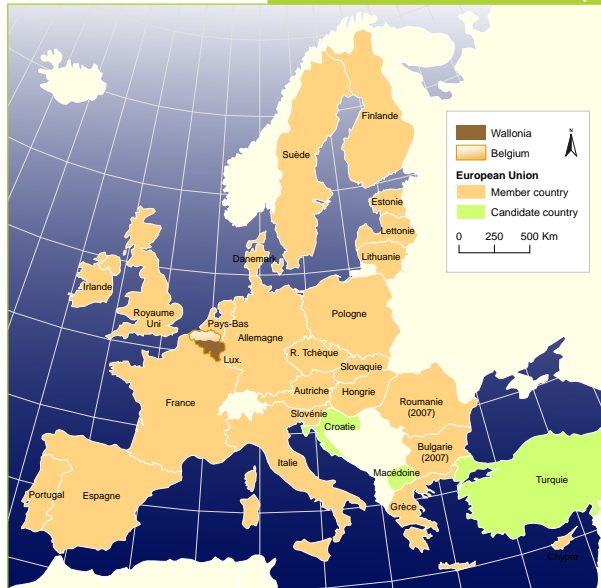 Finlande
Suède
Estonie
Lettonie
Lithuanie
Danemark
Irlande
Royaume
Uni
Pays-Bas
Allemagne
Pologne
Lux.
R. Tchèque
Slovaquie
Autriche
Hongrie
France
Slovénie
Croatie
Roumanie
(2007)
Bulgarie
(2007)
Italie
Macédoine
Turquie
Portugal
Espagne
Grèce
Chypre
N
Wallonia
Belgium
European Union
Member country
Candidate country
0 250 500 Km